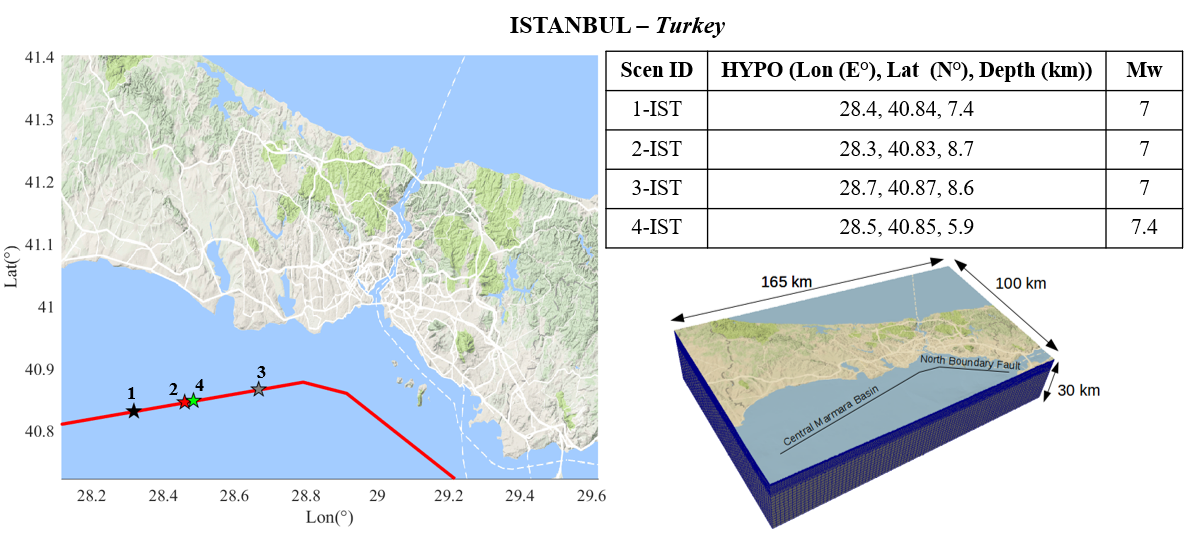 ISTANBUL – Turkey
41.4
41.3
41.2
41.1
41
40.9
40.8
Lat(°)
1
2
4
3
28.2 28.4 28.6 28.8 29 29.2 29.4 29.6
Lon(°)
Scen ID HYPO (Lon (E°), Lat (N°), Depth (km)) Mw
1-IST 28.4, 40.84, 7.4 7
2-IST 28.3, 40.83, 8.7 7
3-IST 28.7, 40.87, 8.6 7
4-IST 28.5, 40.85, 5.9 7.4
165 km
100 km
30 km
North Boundary Fault
Central Marmara Basin